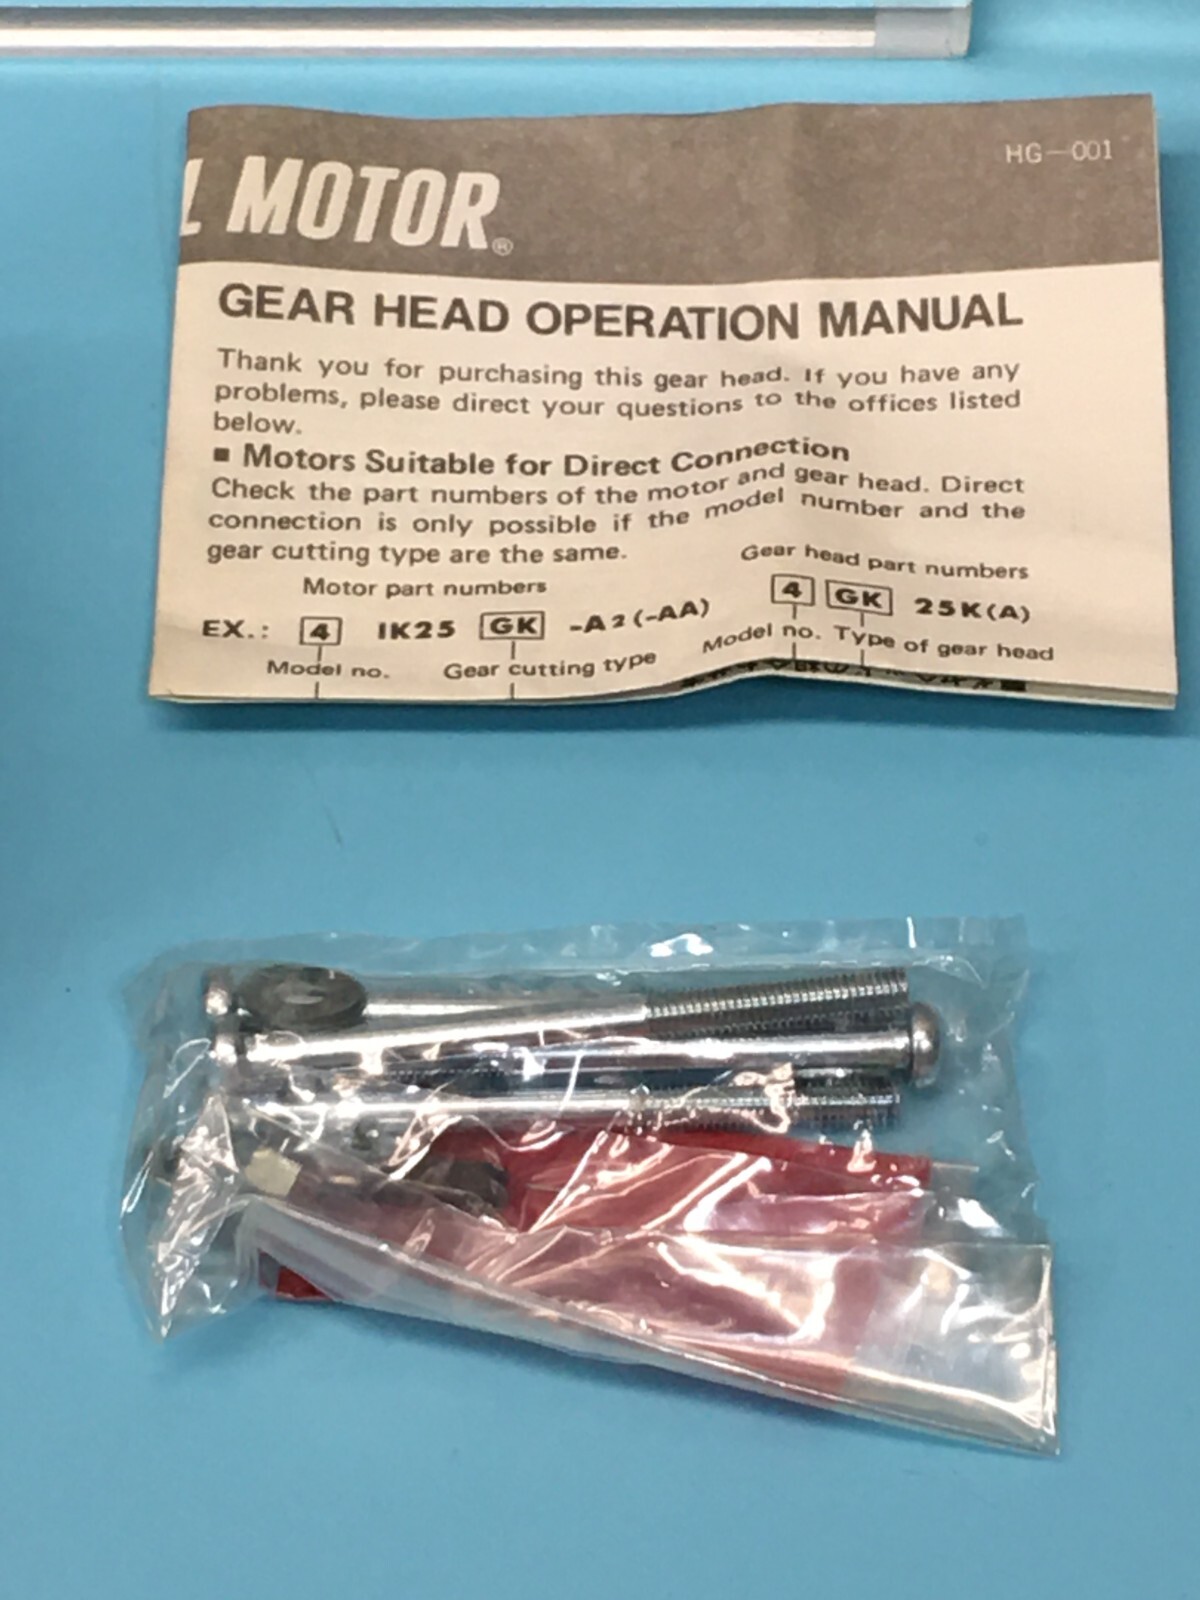 L MOTOR®
HG-001
GEAR HEAD OPERATION MANUAL
Thank you for purchasing this gear head. If you have any
problems, please direct your questions to the offices listed
below.
■ Motors Suitable for Direct Connection
Check the part numbers of the motor and gear head. Direct
connection is only possible if the model number and the
gear cutting type are the same.
Motor part numbers
Gear head part numbers
EX.: 4 IK25 GK -A2(-AA)
4 GK 25K(A)
Model no. Gear cutting type
Model no. Type of gear head